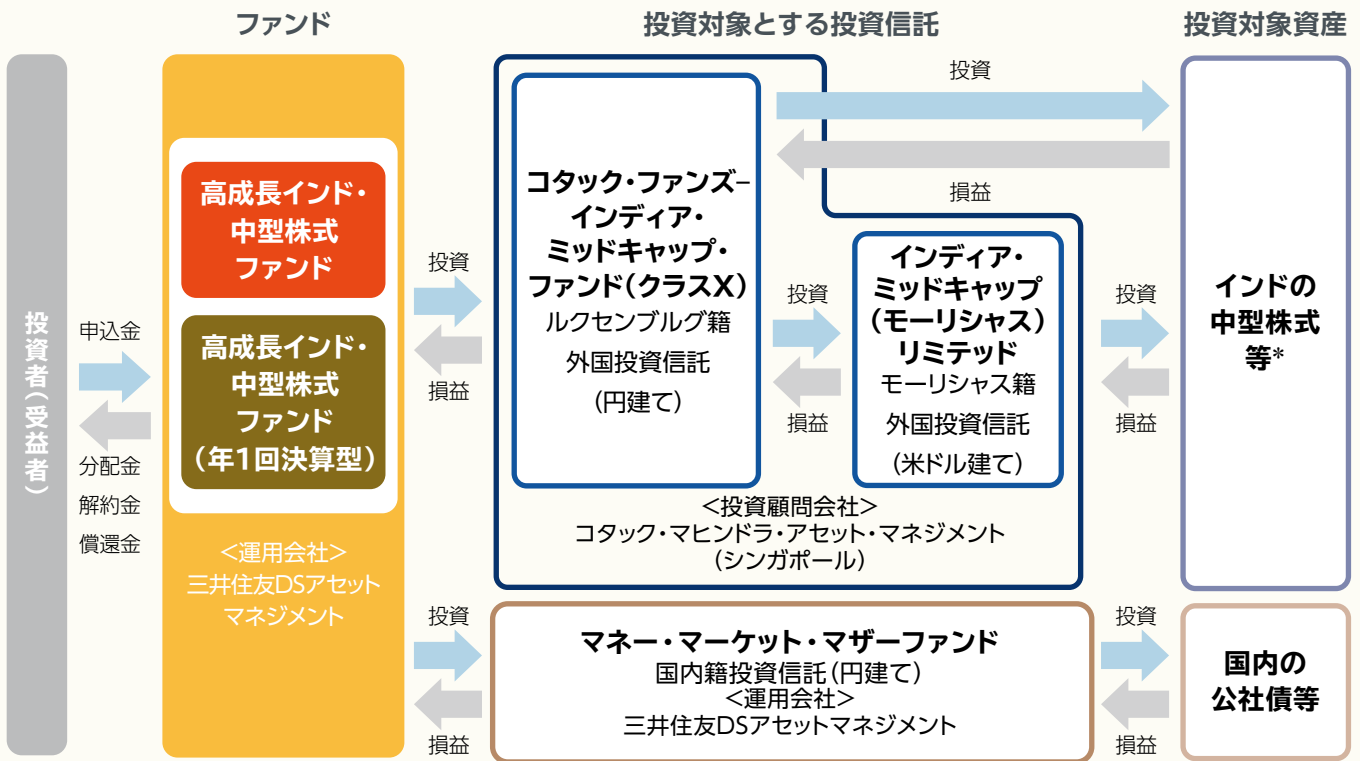 ファンド
投資対象とする投資信託
投資対象資産
投資者(受益者)
申込金
分配金
解約金
償還金
高成長インド・
中型株式
ファンド
高成長インド・
中型株式
ファンド
(年1回決算型)
<運用会社>
三井住友DSアセット
マネジメント
投資
損益
コタック・ファンズ−
インディア・
ミッドキャップ・
ファンド(クラスX)
ルクセンブルグ籍
外国投資信託
(円建て)
投資
損益
投資
損益
インディア・
ミッドキャップ
(モーリシャス)
リミテッド
モーリシャス籍
外国投資信託
(米ドル建て)
<投資顧問会社>
コタック・マヒンドラ・アセット・マネジメント
(シンガポール)
投資
損益
インドの
中型株式
等*
投資
損益
マネー・マーケット・マザーファンド
国内籍投資信託(円建て)
<運用会社>
三井住友DSアセットマネジメント
投資
損益
国内の
公社債等